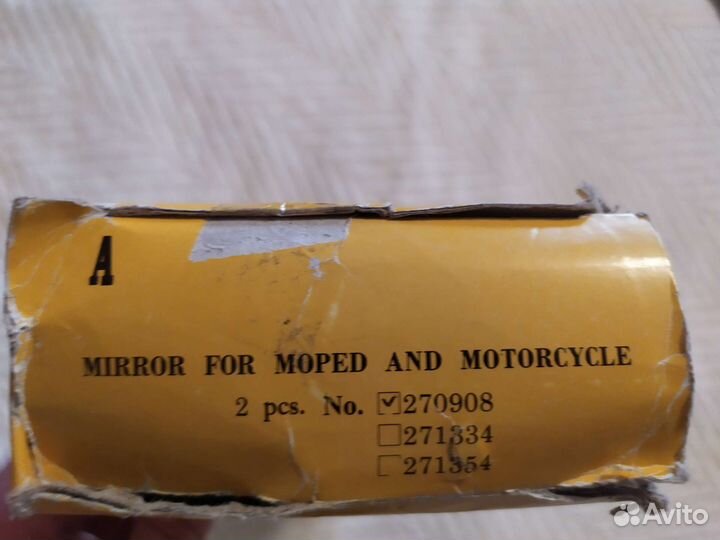 A
MIRROR FOR MOPED AND MOTORCYCLE
2 pcs. No. ☑270908
☐271334
☐271354
Avito